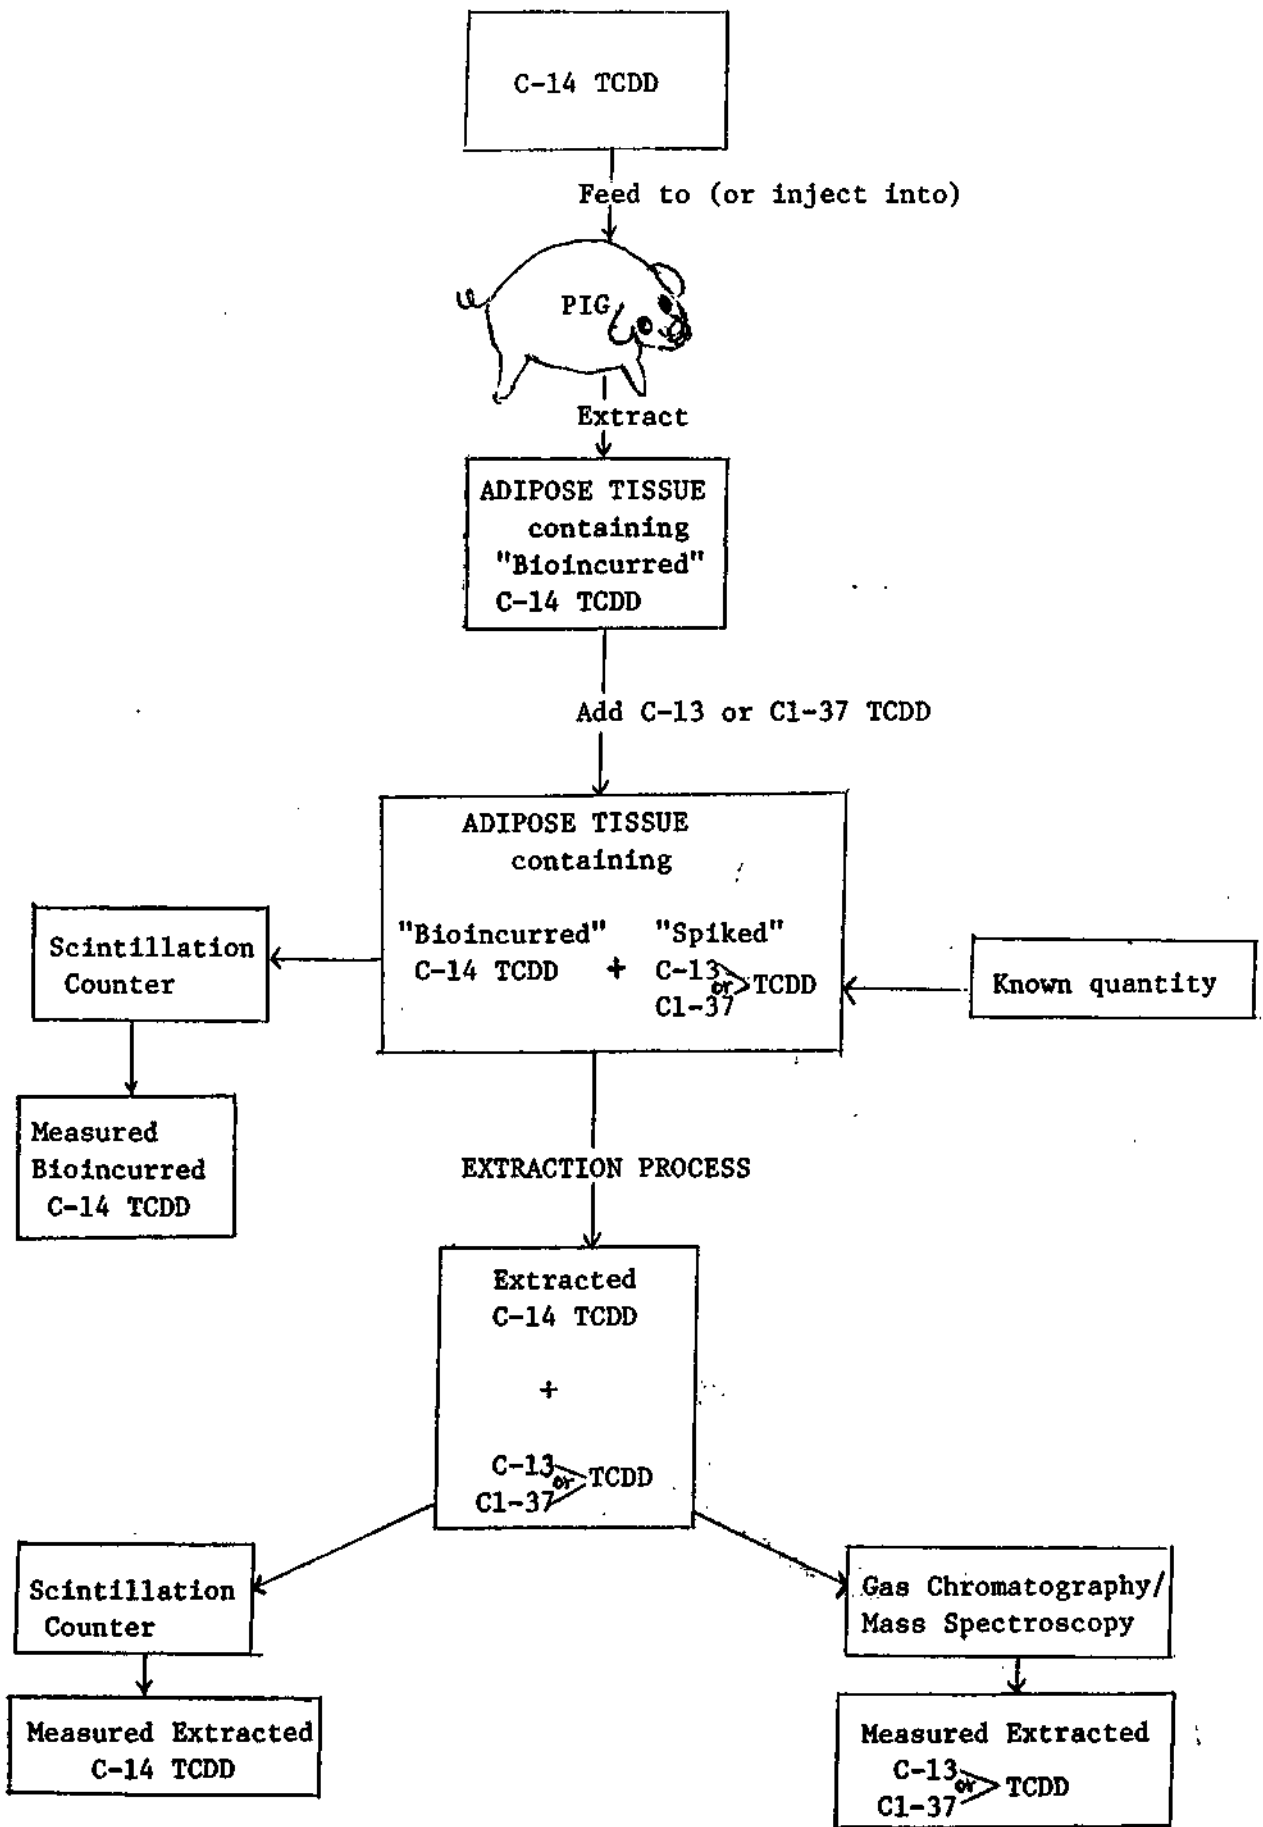 C-14 TCDD
Feed to (or inject into)
PIG
Extract
ADIPOSE TISSUE
containing
"Bioincurred"
C-14 TCDD
Add C-13 or Cl-37 TCDD
ADIPOSE TISSUE
containing
"Bioincurred"
C-14 TCDD
+
"Spiked"
C-13
or
Cl-37
TCDD
Known quantity
Scintillation
Counter
Measured
Bioincurred
C-14 TCDD
EXTRACTION PROCESS
Extracted
C-14 TCDD
+
C-13
or
Cl-37
TCDD
Scintillation
Counter
Measured Extracted
C-14 TCDD
Gas Chromatography/
Mass Spectroscopy
Measured Extracted
C-13
or
Cl-37
TCDD